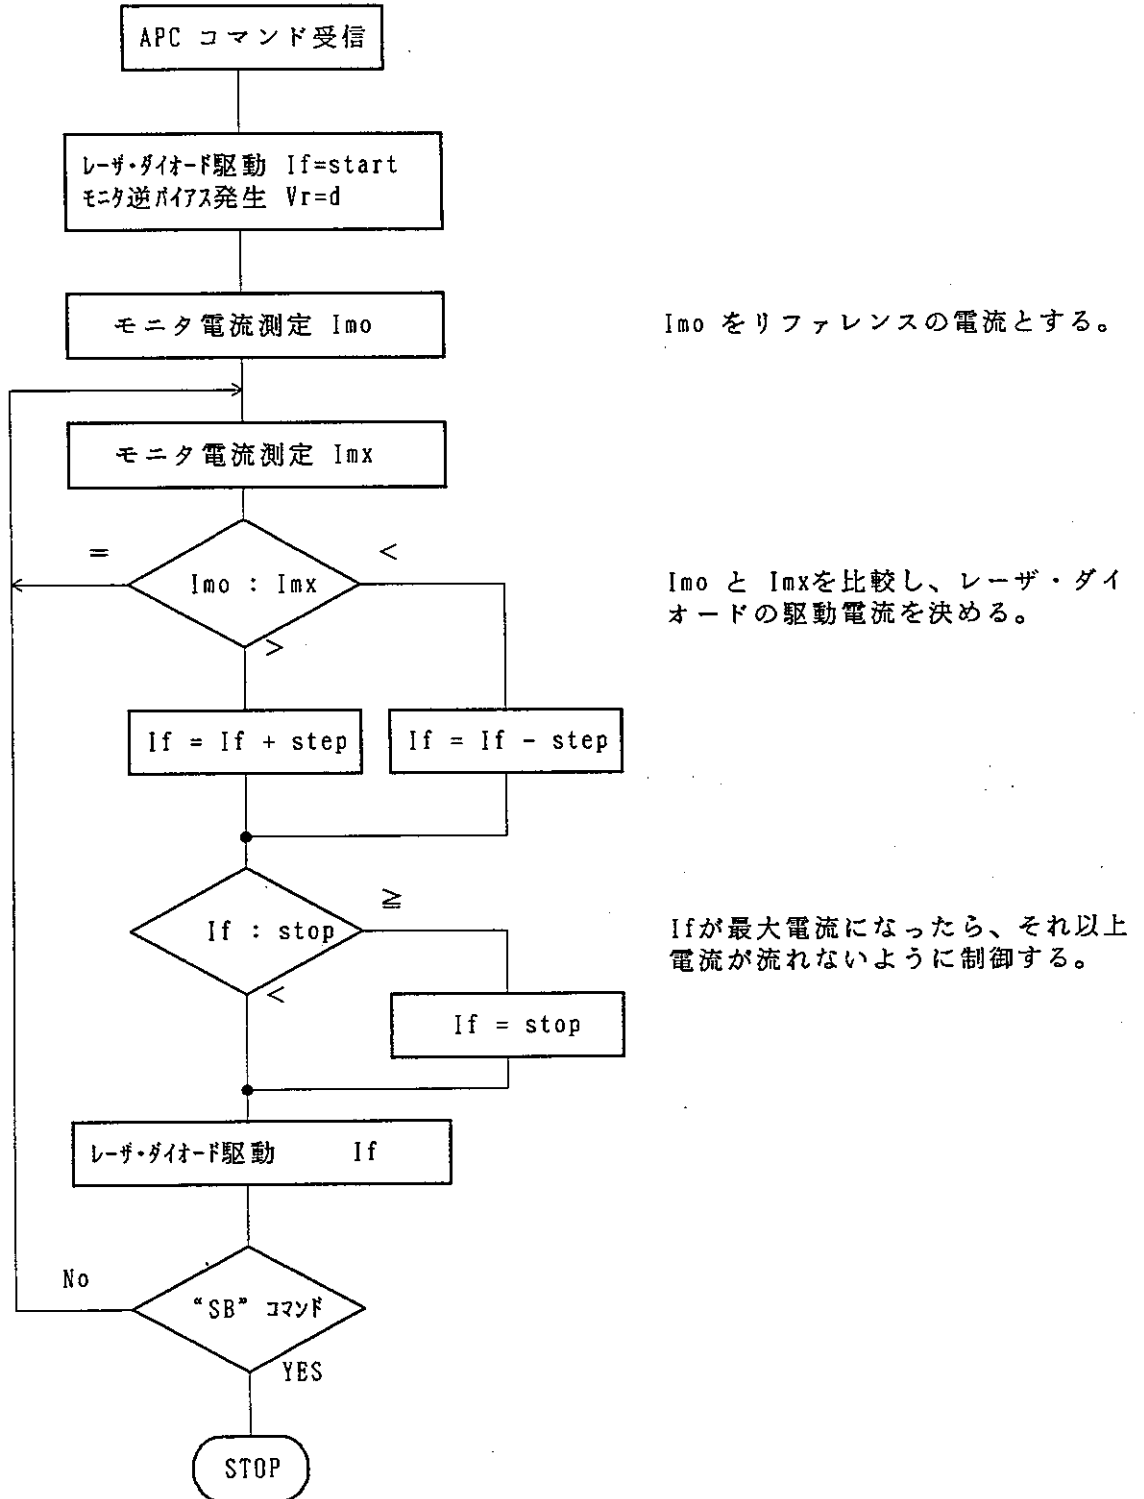 APC コマンド受信
レーザ・ダイオード駆動 If=start
モニタ逆バイアス発生 Vr=d
モニタ電流測定 Imo
Imo をリファレンスの電流とする。
モニタ電流測定 Imx
=
<
Imo : Imx
>
Imo と Imxを比較し、レーザ・ダイ
オードの駆動電流を決める。
If = If + step
If = If - step
≧
If : stop
<
Ifが最大電流になったら、それ以上
電流が流れないように制御する。
If = stop
レーザ・ダイオード駆動 If
No
“SB” コマンド
YES
STOP